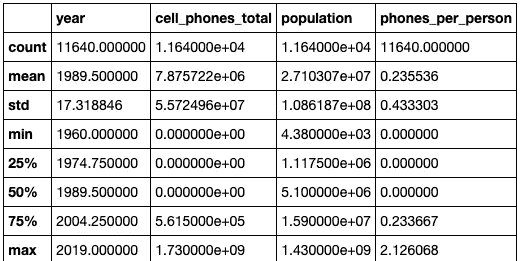 year cell_phones_total population phones_per_person
count 11640.000000 1.164000e+04 1.164000e+04 11640.000000
mean 1989.500000 7.875722e+06 2.710307e+07 0.235536
std 17.318846 5.572496e+07 1.086187e+08 0.433303
min 1960.000000 0.000000e+00 4.380000e+03 0.000000
25% 1974.750000 0.000000e+00 1.117500e+06 0.000000
50% 1989.500000 0.000000e+00 5.100000e+06 0.000000
75% 2004.250000 5.615000e+05 1.590000e+07 0.233667
max 2019.000000 1.730000e+09 1.430000e+09 2.126068